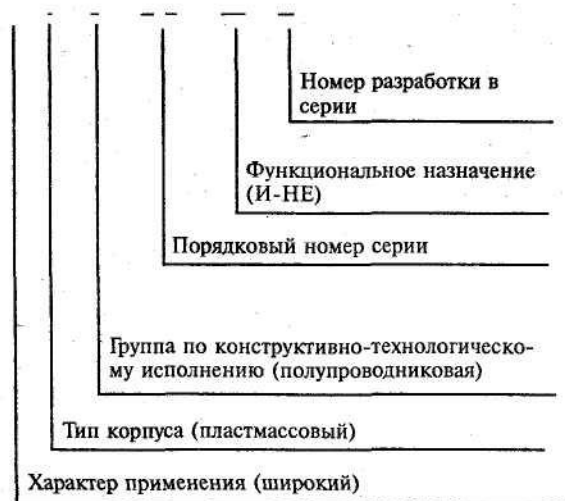 Номер разработки в
серии
Функциональное назначение
(И-НЕ)
Порядковый номер серии
Группа по конструктивно-технологическо-
му исполнению (полупроводниковая)
Тип корпуса (пластмассовый)
Характер применения (широкий)